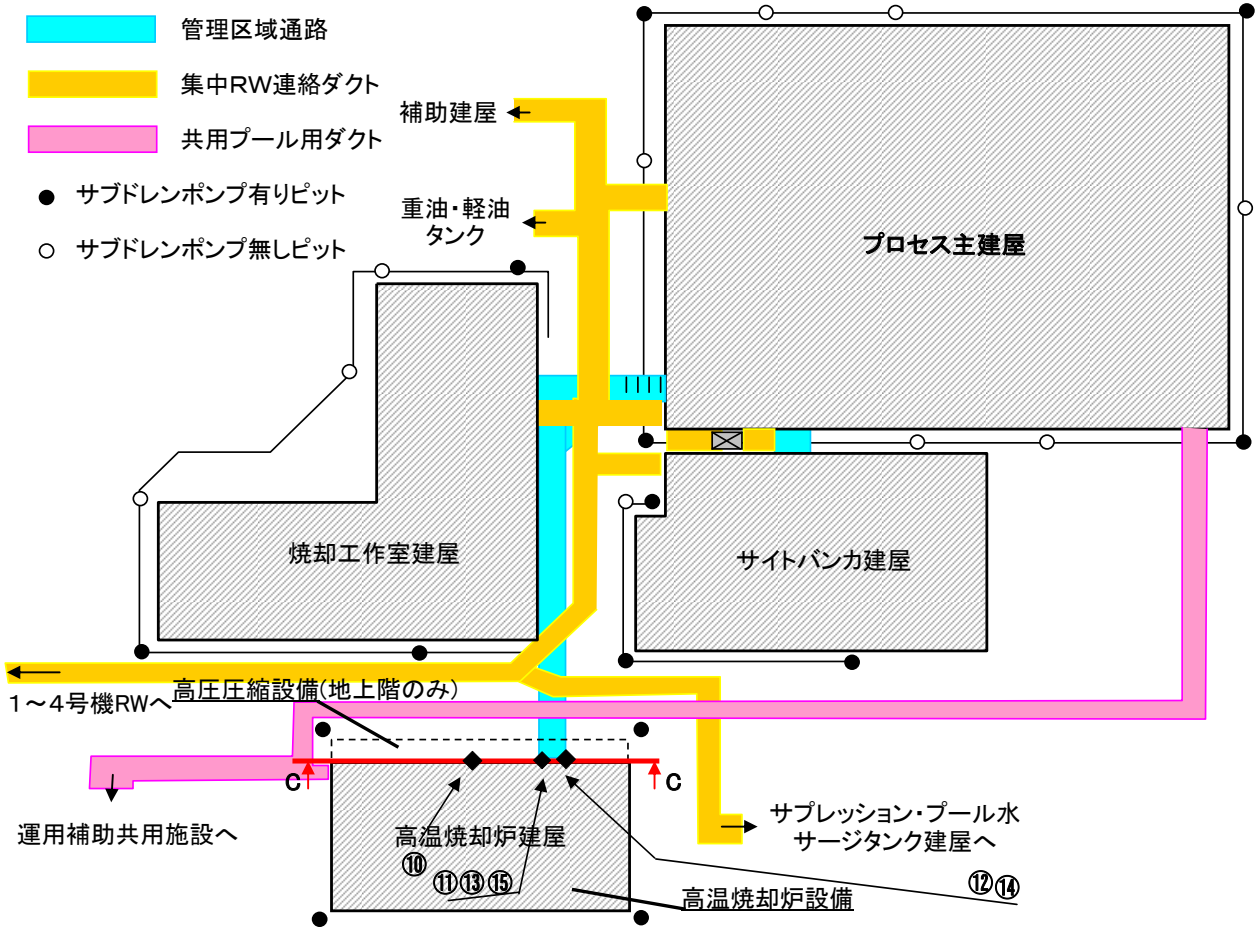 管理区域通路
集中RW連絡ダクト
共用プール用ダクト
サブドレンポンプ有りピット
サブドレンポンプ無しピット
補助建屋
重油・軽油
タンク
プロセス主建屋
焼却工作室建屋
サイトバンカ建屋
1～4号機RWへ
高圧圧縮設備(地上階のみ)
C
C
運用補助共用施設へ
高温焼却炉建屋
サプレッション・プール水
サージタンク建屋へ
⑩
⑪⑬⑮
⑫⑭
高温焼却炉設備